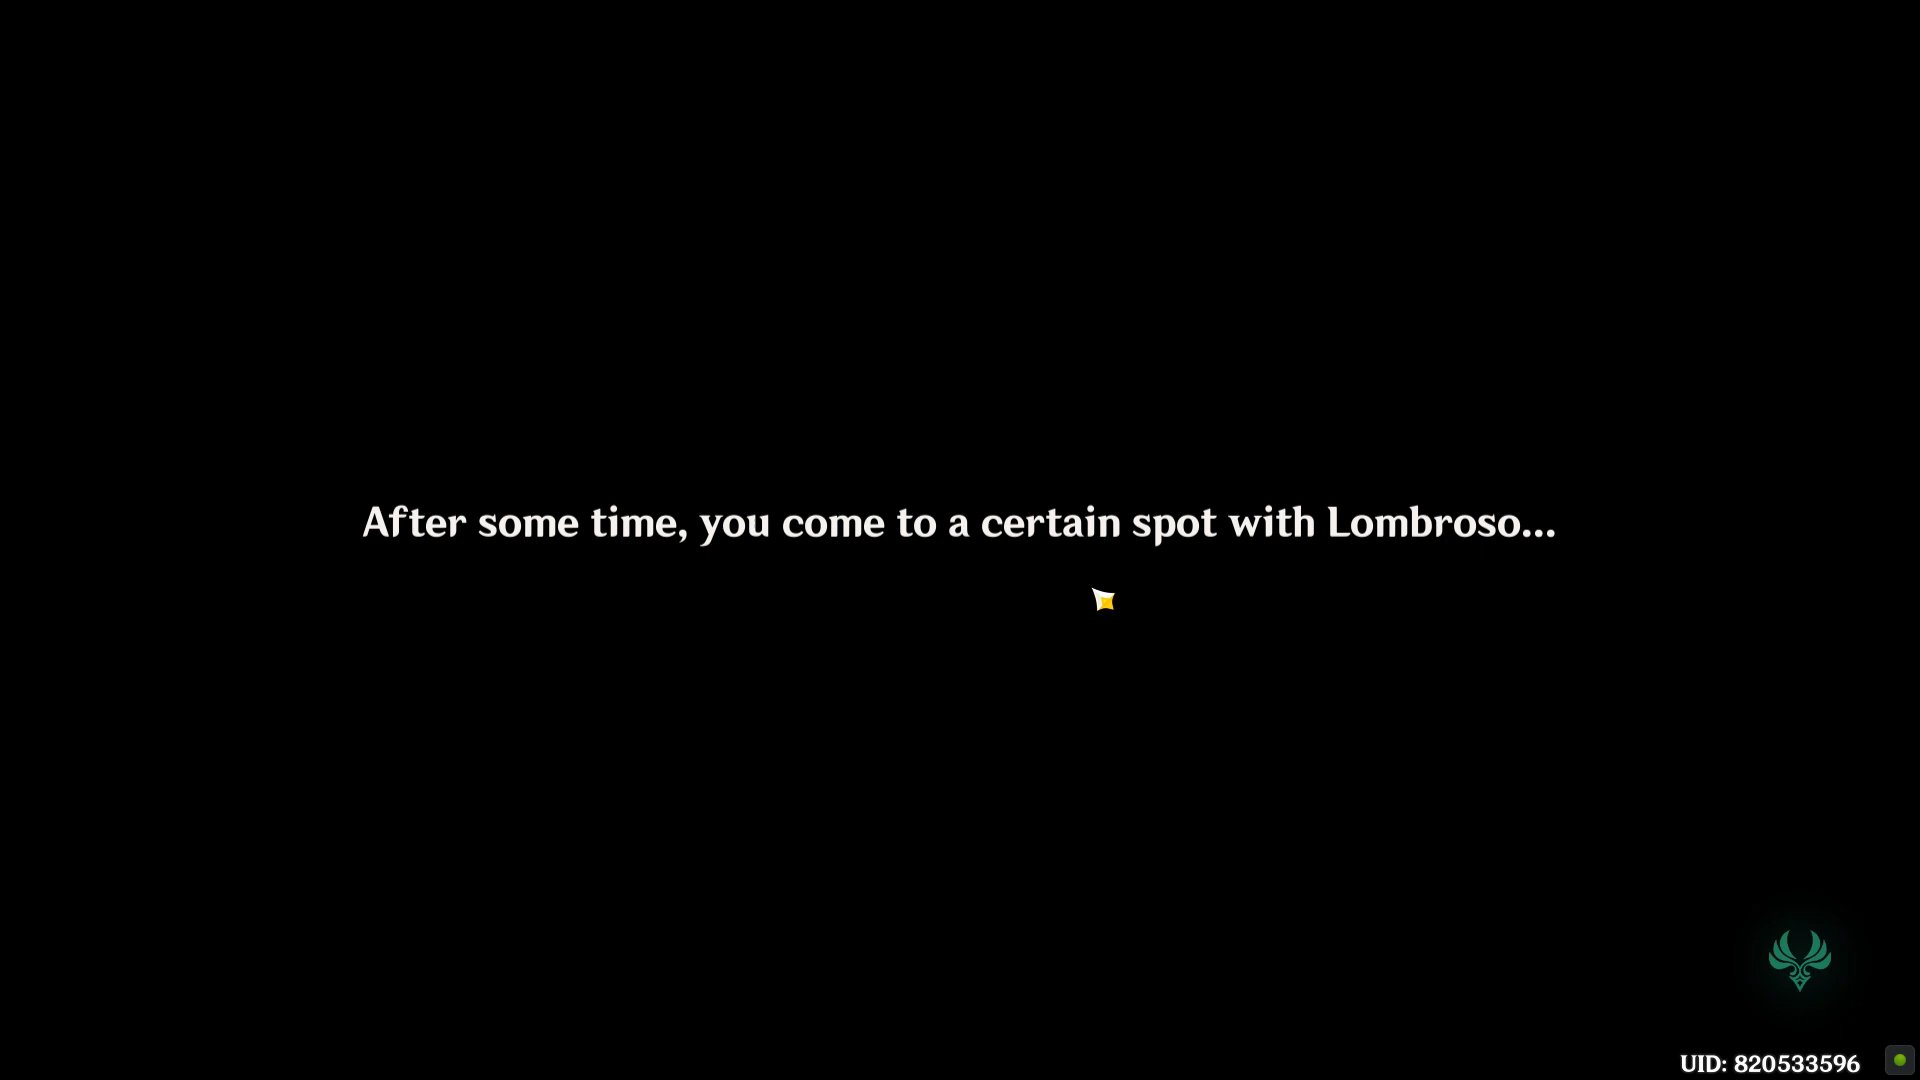 After some time, you come to a certain spot with Lombroso...
UID: 820533596